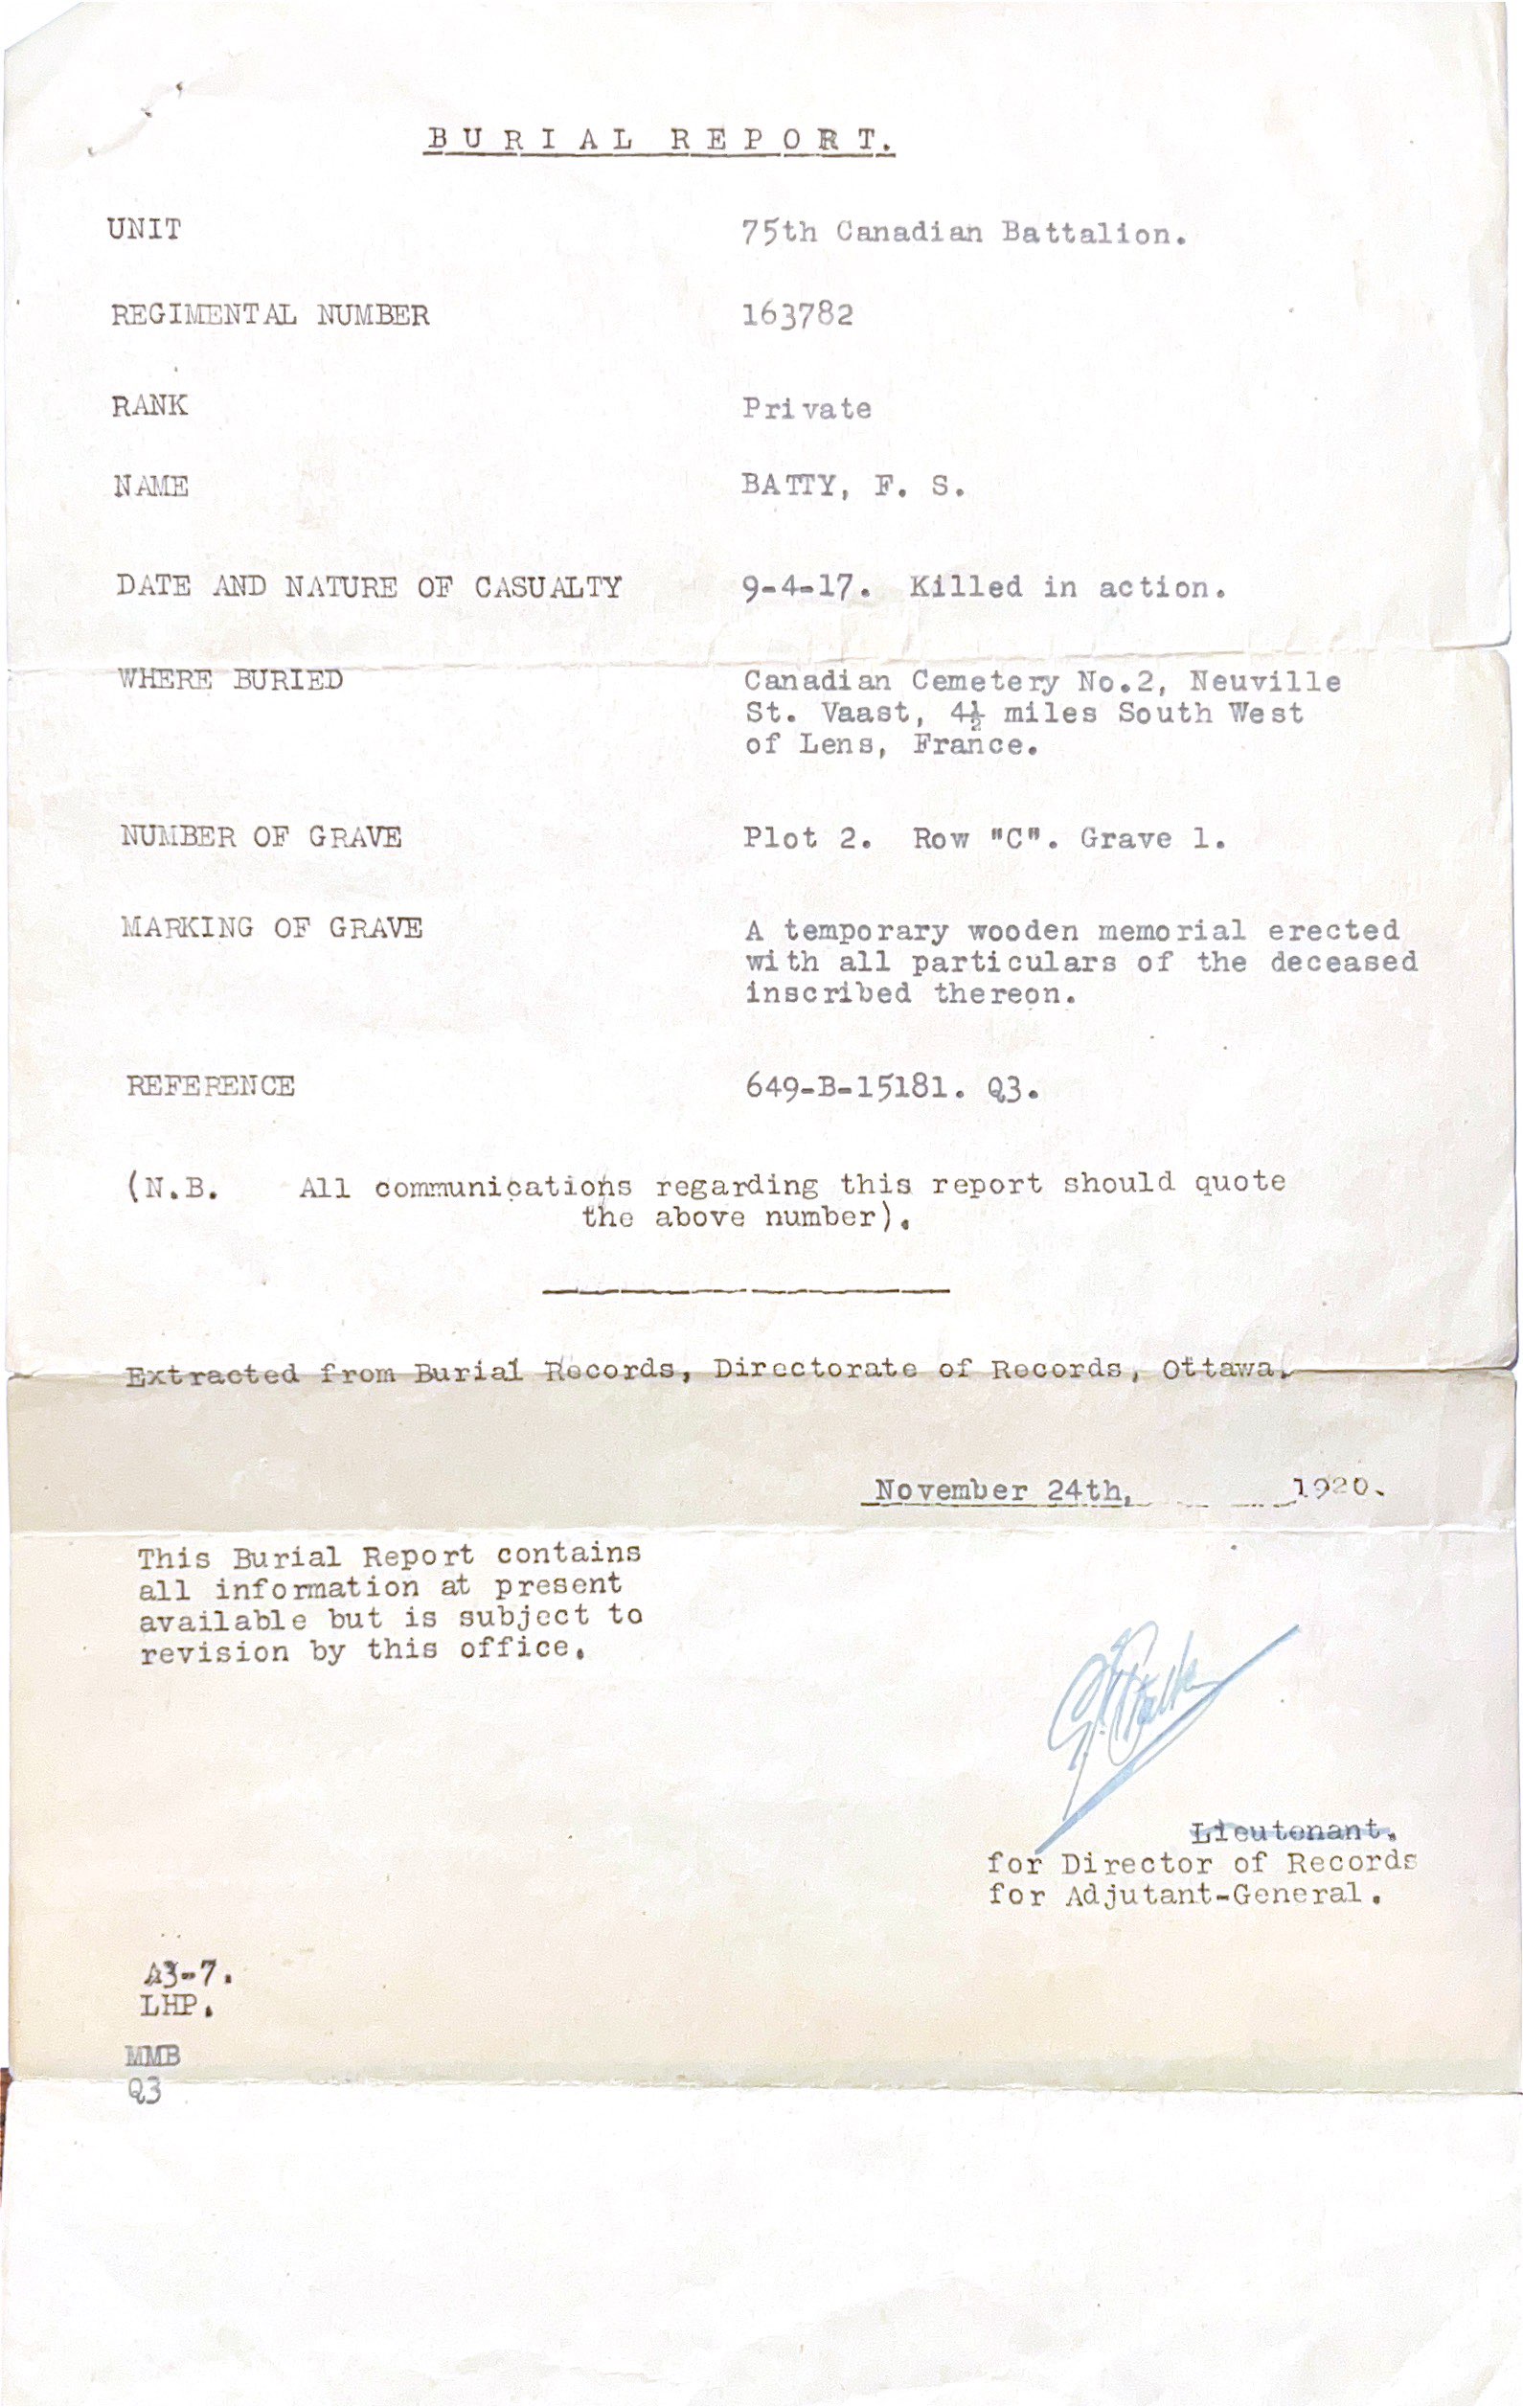 BURIAL REPORT.
UNIT 75th Canadian Battalion.
REGIMENTAL NUMBER 163782
RANK Private
NAME BATTY, F. S.
DATE AND NATURE OF CASUALTY 9-4-17. Killed in action.
WHERE BURIED Canadian Cemetery No.2, Neuville
St. Vaast, 4½ miles South West
of Lens, France.
NUMBER OF GRAVE Plot 2. Row "C". Grave 1.
MARKING OF GRAVE A temporary wooden memorial erected
with all particulars of the deceased
inscribed thereon.
REFERENCE 649-B-15181. Q3.
(N.B. All communications regarding this report should quote
the above number).
Extracted from Burial Records, Directorate of Records, Ottawa.
November 24th, 1920.
This Burial Report contains
all information at present
available but is subject to
revision by this office.
Lieutenant.
for Director of Records
for Adjutant-General.
A3-7.
LHP.
MMB
Q3